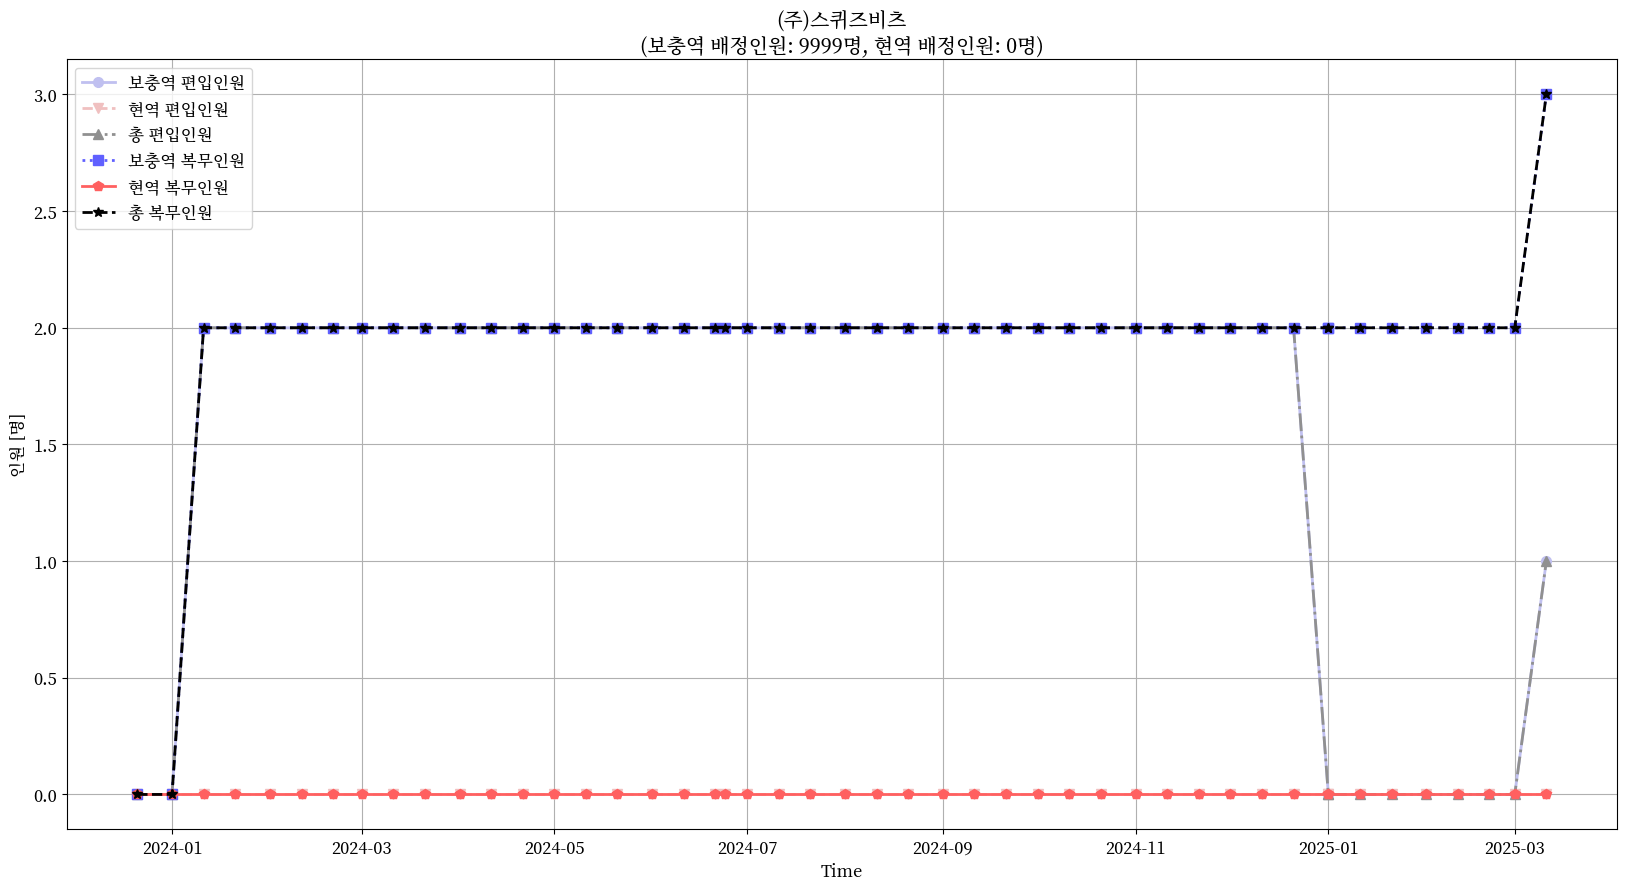 (주)스퀴즈비츠
(보충역 배정인원: 9999명, 현역 배정인원: 0명)
보충역 편입인원
현역 편입인원
총 편입인원
보충역 복무인원
현역 복무인원
총 복무인원
3.0
2.5
2.0
1.5
1.0
0.5
0.0
인원 [명]
2024-01 2024-03 2024-05 2024-07 2024-09 2024-11 2025-01 2025-03
Time